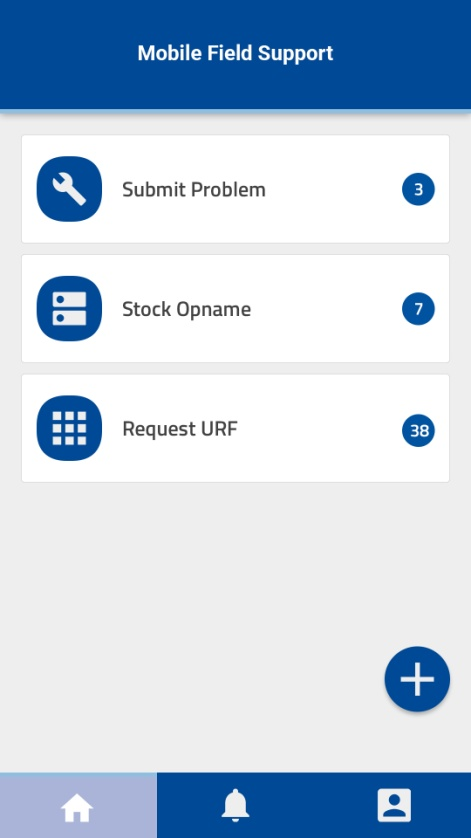 Mobile Field Support
Submit Problem 3
Stock Opname 7
Request URF 38